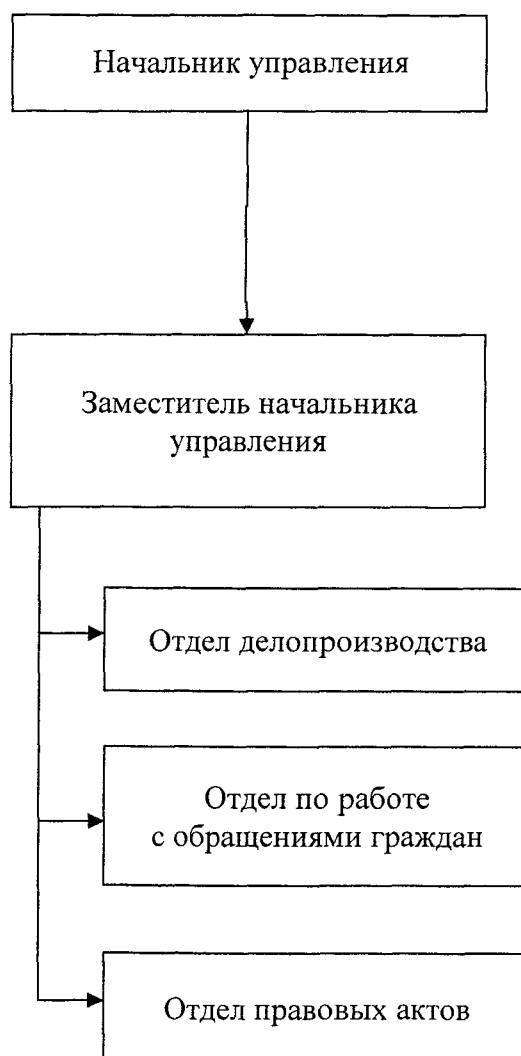 Начальник управления
Заместитель начальника
управления
Отдел делопроизводства
Отдел по работе
с обращениями граждан
Отдел правовых актов